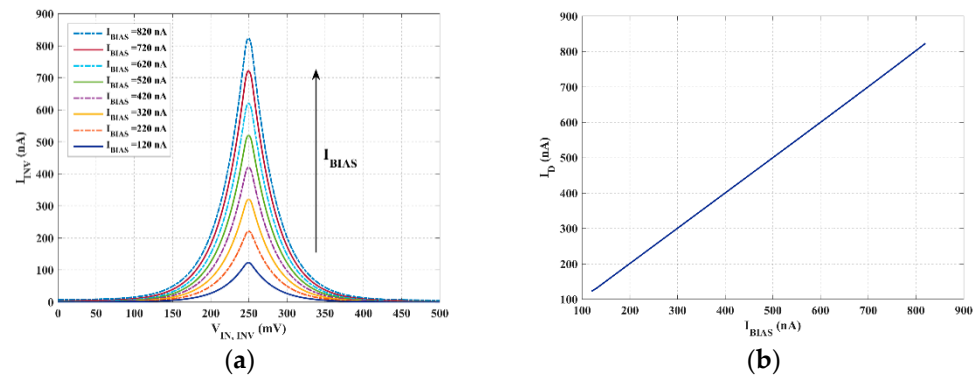 (a)
I_INV (nA)
900
800
700
600
500
400
300
200
100
0
I_BIAS =820 nA
I_BIAS =720 nA
I_BIAS =620 nA
I_BIAS =520 nA
I_BIAS =420 nA
I_BIAS =320 nA
I_BIAS =220 nA
I_BIAS =120 nA
I_BIAS
0 50 100 150 200 250 300 350 400 450 500
V_IN, INV (mV)
(b)
I_D (nA)
900
800
700
600
500
400
300
200
100
100 200 300 400 500 600 700 800 900
I_BIAS (nA)